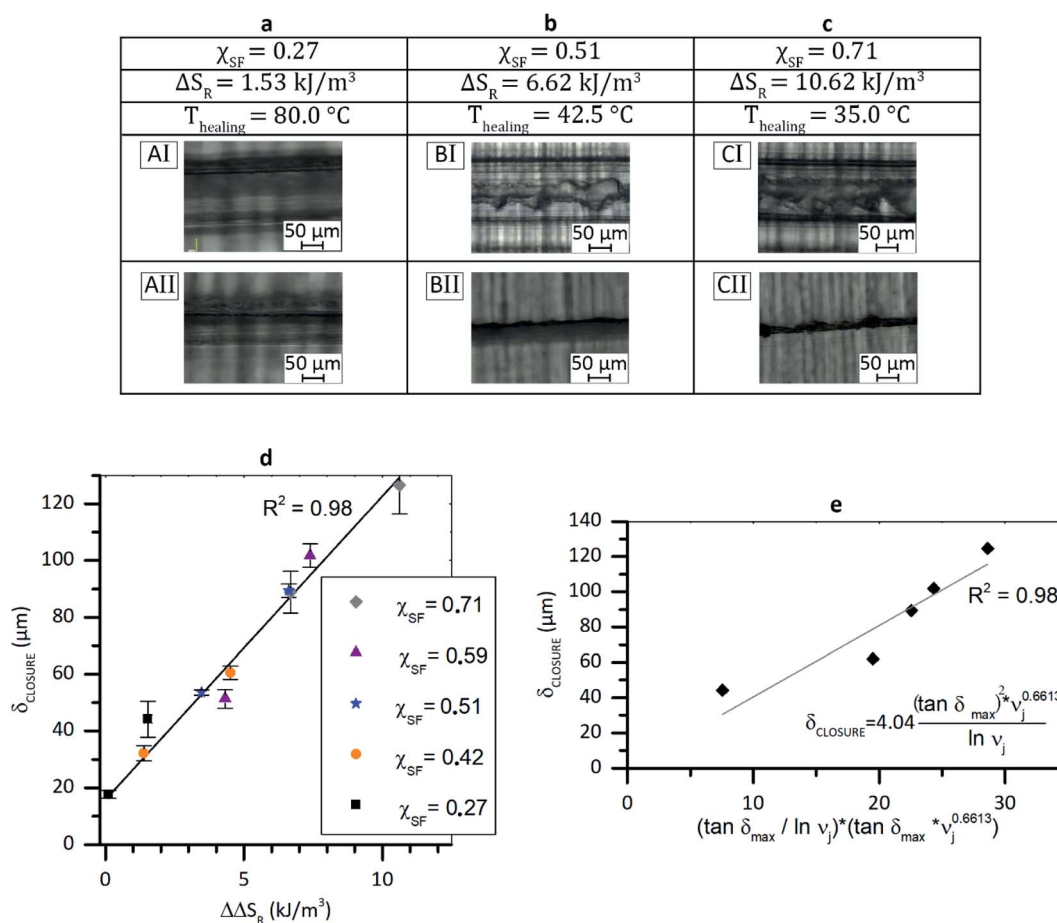 a b c
χSF = 0.27 χSF = 0.51 χSF = 0.71
ΔSR = 1.53 kJ/m³ ΔSR = 6.62 kJ/m³ ΔSR = 10.62 kJ/m³
Thealing = 80.0 °C Thealing = 42.5 °C Thealing = 35.0 °C
AI BI CI
50 µm 50 µm 50 µm
AII BII CII
50 µm 50 µm 50 µm
d
R² = 0.98
120
100
80
60
40
20
0
δCLOSURE (µm)
χSF = 0.71
χSF = 0.59
χSF = 0.51
χSF = 0.42
χSF = 0.27
0 5 10
ΔΔSR (kJ/m³)
e
140
120
100
80
60
40
20
0
δCLOSURE (µm)
R² = 0.98
δCLOSURE=4.04 (tan δmax)²*νj^0.6613
ln νj
0 10 20 30
(tan δmax / ln νj)*(tan δmax *νj^0.6613)